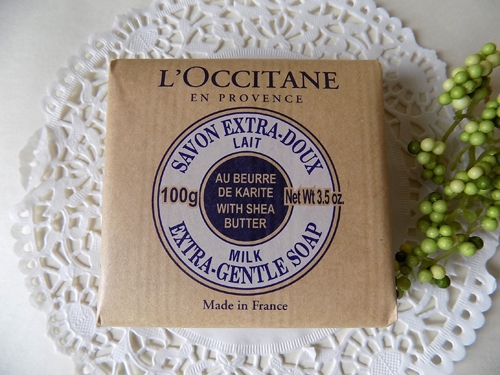 L'OCCITANE
EN PROVENCE
SAVON EXTRA-DOUX
LAIT
100g
AU BEURRE
DE KARITE
WITH SHEA
BUTTER
Net Wt 3.5 oz.
MILK
EXTRA-GENTLE SOAP
Made in France